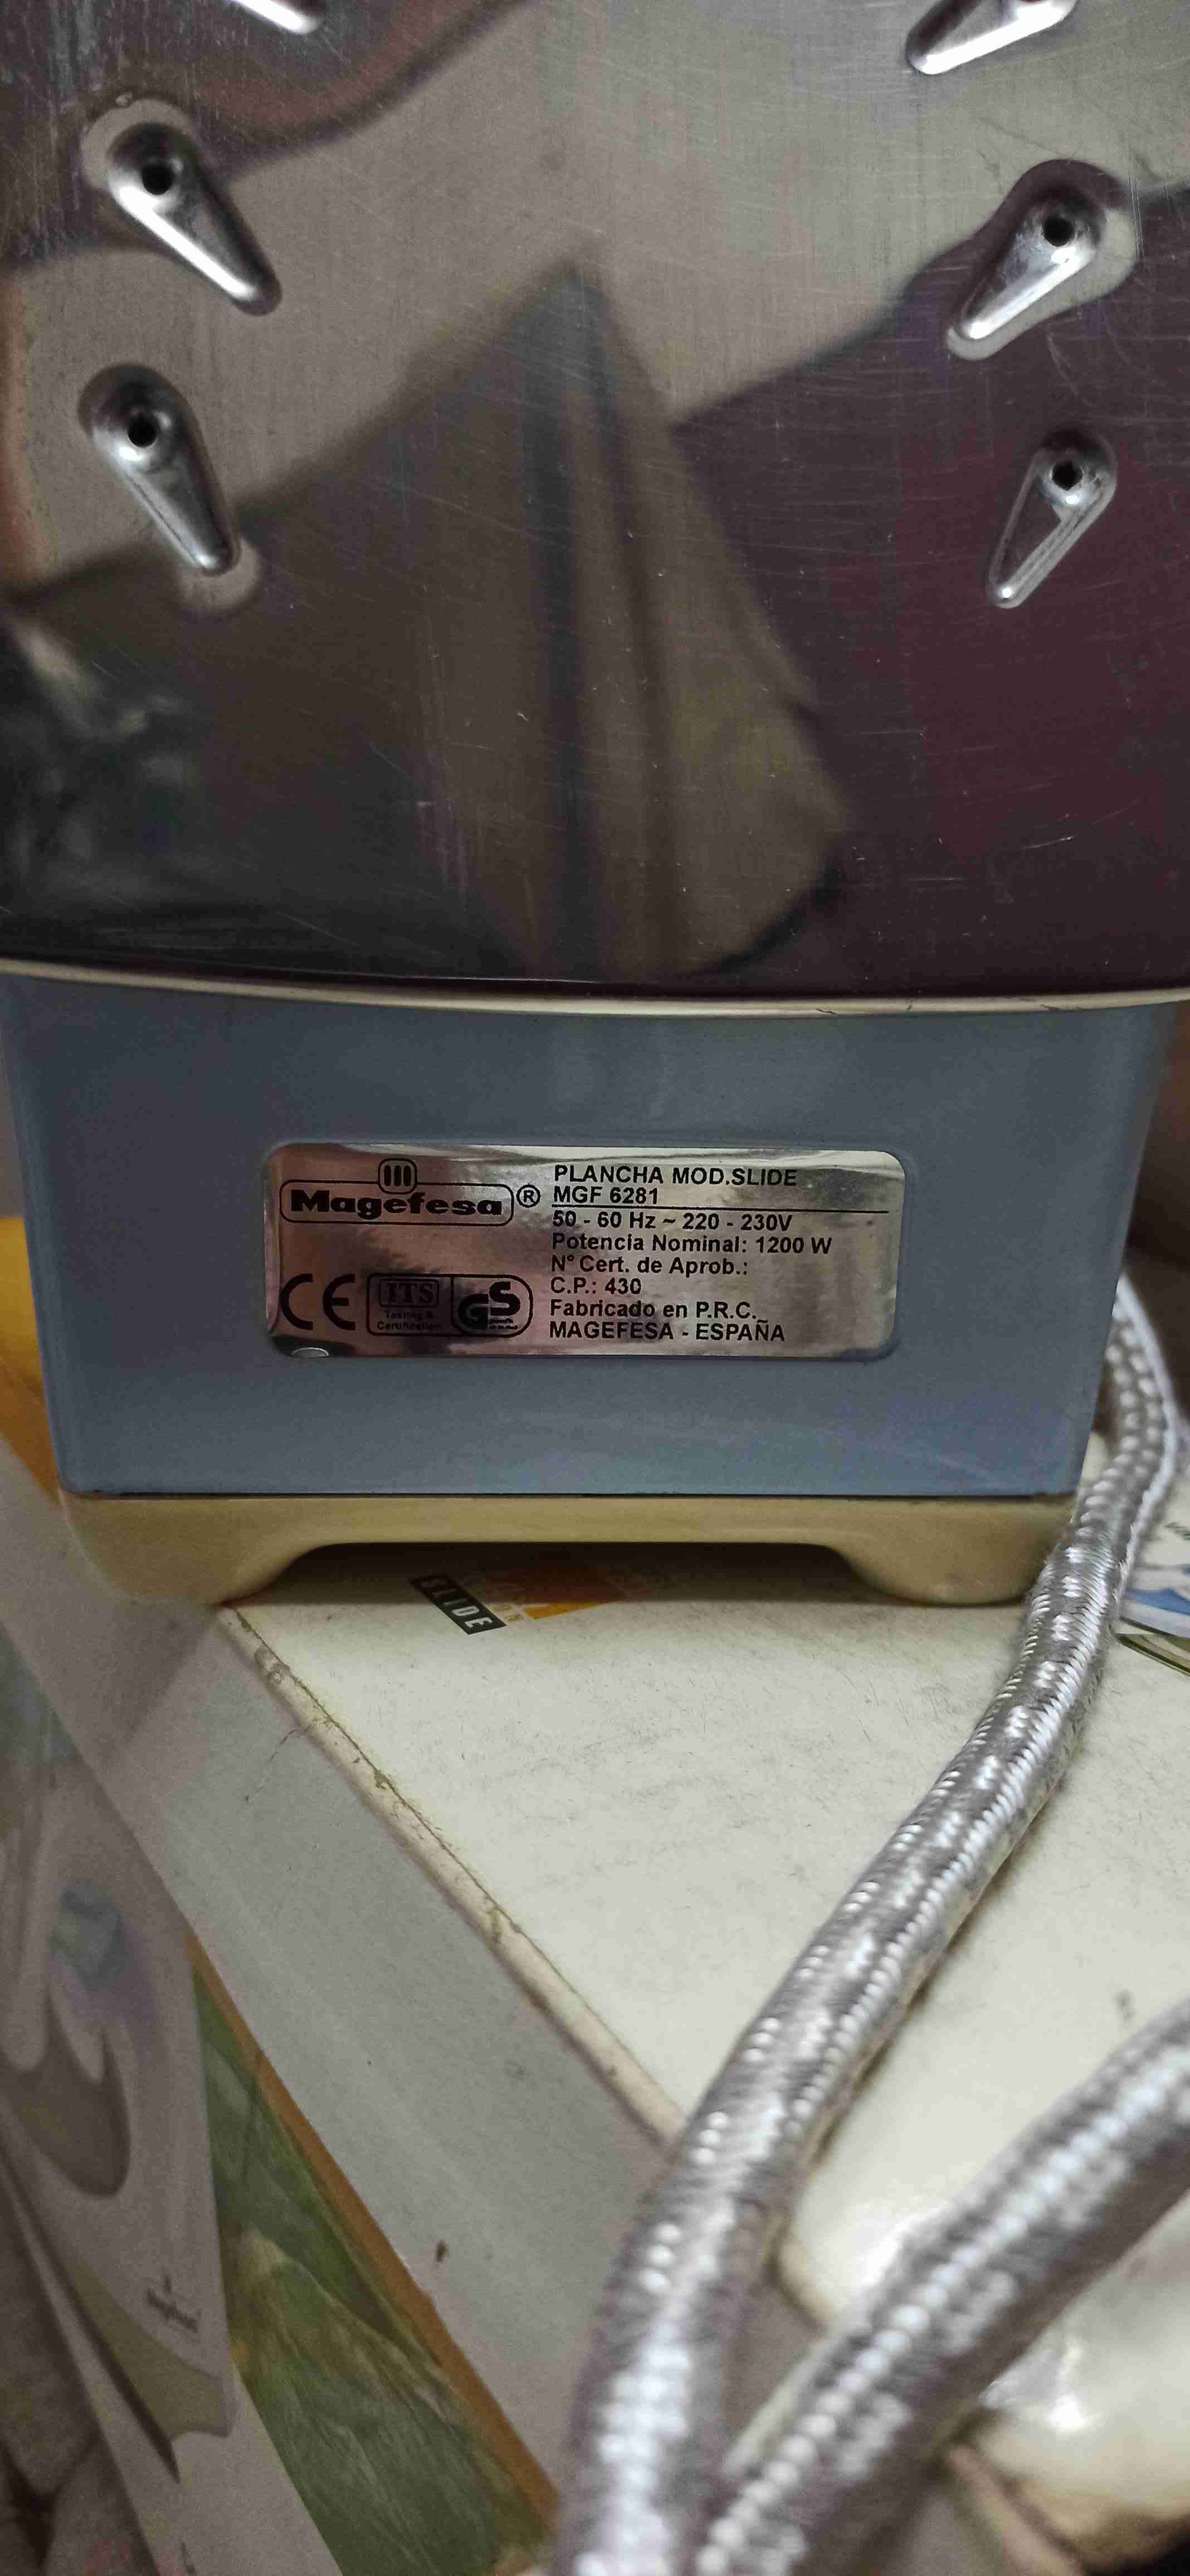 Magefesa®
PLANCHA MOD.SLIDE
MGF 6281
50 - 60 Hz ~ 220 - 230V
Potencia Nominal: 1200 W
Nº Cert. de Aprob.:
C.P.: 430
Fabricado en P.R.C.
MAGEFESA - ESPAÑA
CE
ITS
Testing &
Certification
GS
SLIDE